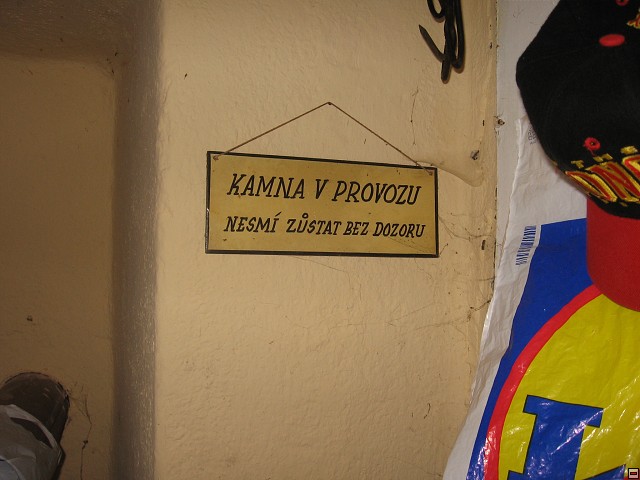 KAMNA V PROVOZU
NESMÍ ZŮSTAT BEZ DOZORU